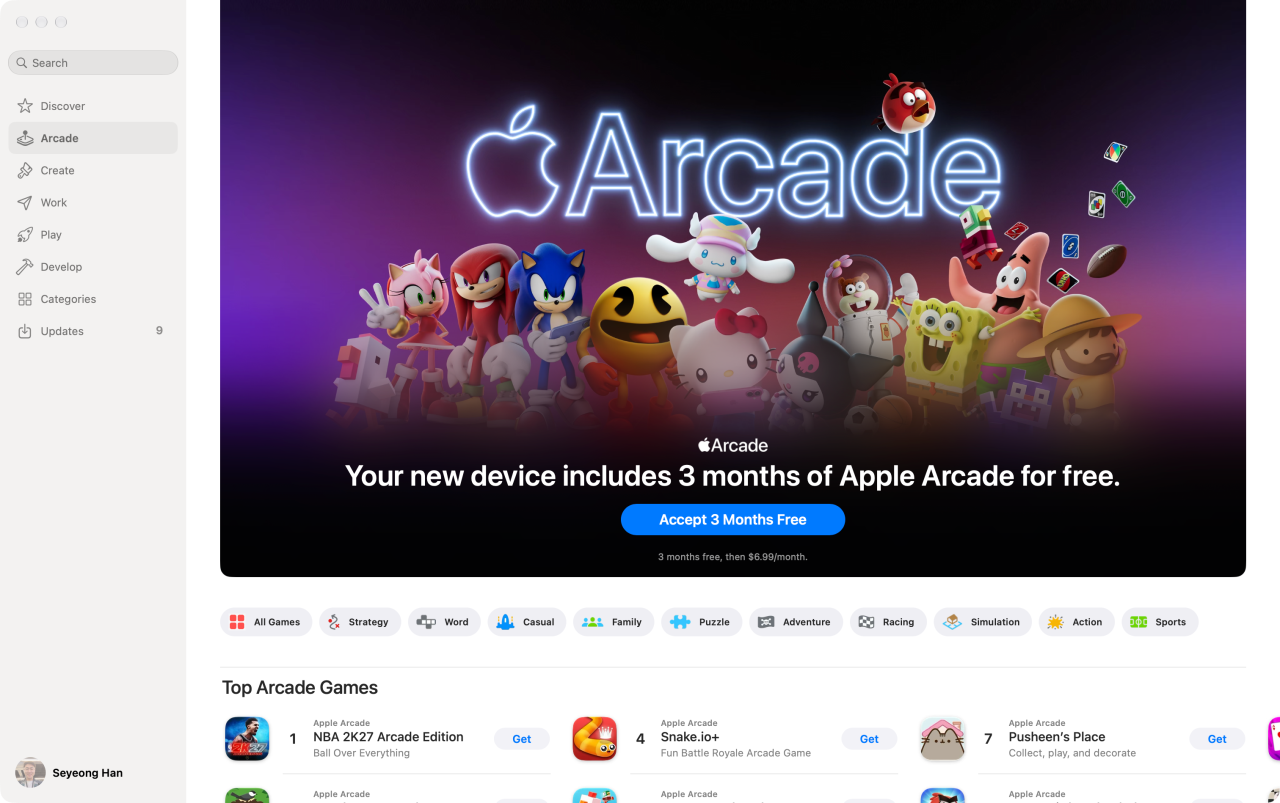 Search
Discover
Arcade
Create
Work
Play
Develop
Categories
Updates 9
Seyeong Han
Arcade
Arcade
Your new device includes 3 months of Apple Arcade for free.
Accept 3 Months Free
3 months free, then $6.99/month.
All Games
Strategy
Word
Casual
Family
Puzzle
Adventure
Racing
Simulation
Action
Sports
Top Arcade Games
1
Apple Arcade
NBA 2K27 Arcade Edition
Ball Over Everything
Get
4
Apple Arcade
Snake.io+
Fun Battle Royale Arcade Game
Get
7
Apple Arcade
Pusheen's Place
Collect, play, and decorate
Get
Apple Arcade
Apple Arcade
Apple Arcade